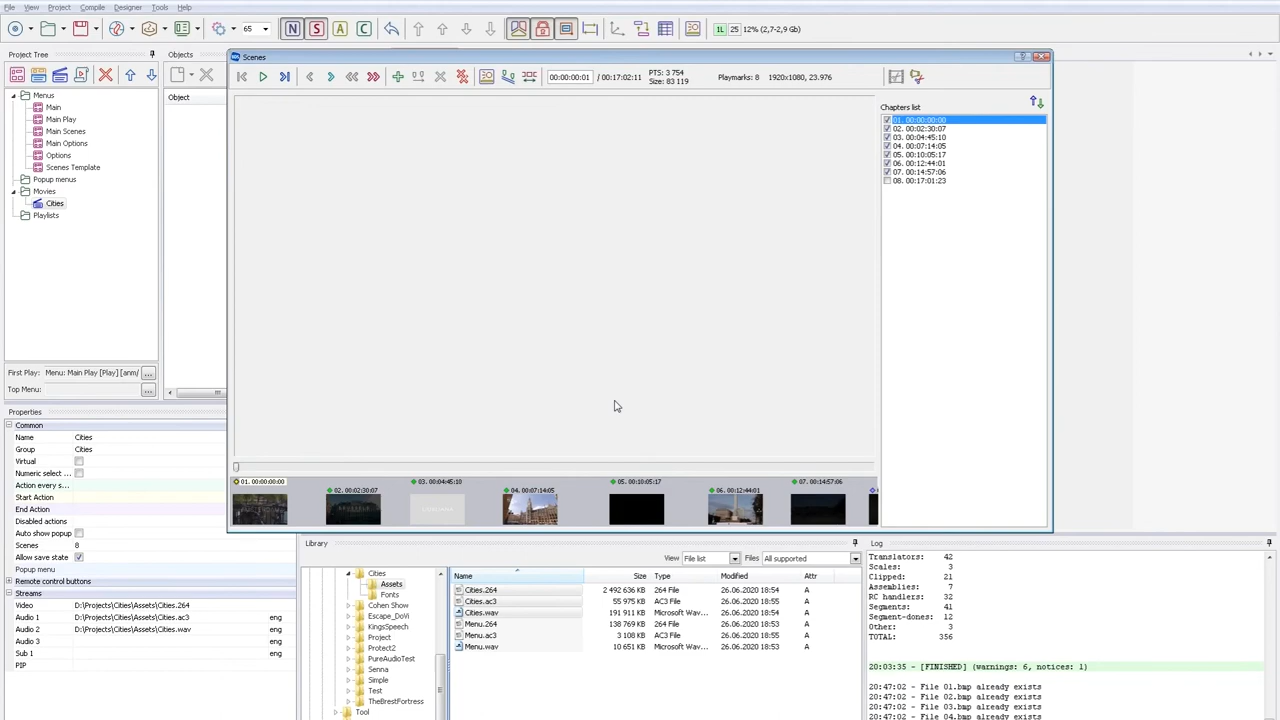 File View Project Compile Designer Tools Help
65 N S A C 1L 25 12% (2,7-2,9 Gb)
Project Tree
Objects
Object
Menus
Main
Main Play
Main Scenes
Main Options
Options
Scenes Template
Popup menus
Movies
Cities
Playlists
First Play: Menu: Main Play [Play] [anm/ ...
Top Menu: ...
Scenes
00:00:00:01 / 00:17:02:11 PTS: 3 754
Size: 83 119
Playmarks: 8 1920x1080, 23.976
Chapters list
01. 00:00:00:00
02. 00:02:30:07
03. 00:04:45:10
04. 00:07:14:05
05. 00:10:05:17
06. 00:12:44:01
07. 00:14:57:06
08. 00:17:01:23
01. 00:00:00:00
02. 00:02:30:07
03. 00:04:45:10
04. 00:07:14:05
05. 00:10:05:17
06. 00:12:44:01
07. 00:14:57:06
Properties
Common
Name Cities
Group Cities
Virtual
Numeric select ...
Action every s...
Start Action
End Action
Disabled actions
Auto show popup
Scenes 8
Allow save state
Popup menu
Remote control buttons
Streams
Video D:\Projects\Cities\Assets\Cities.264
Audio 1 D:\Projects\Cities\Assets\Cities.ac3 eng
Audio 2 D:\Projects\Cities\Assets\Cities.wav eng
Audio 3 eng
Sub 1 eng
PIP
Library
View File list Files All supported
Cities
Assets
Fonts
Cohen Show
Escape_DoVi
KingsSpeech
Project
Protect2
PureAudioTest
Senna
Simple
Test
TheBrestFortress
Tool
Name Size Type Modified Attr
Cities.264 2 492 636 KB 264 File 26.06.2020 18:54 A
Cities.ac3 55 975 KB AC3 File 26.06.2020 18:54 A
Cities.wav 191 911 KB Microsoft Wav... 26.06.2020 18:54 A
Menu.264 138 769 KB 264 File 26.06.2020 18:53 A
Menu.ac3 3 108 KB AC3 File 26.06.2020 18:53 A
Menu.wav 10 651 KB Microsoft Wav... 26.06.2020 18:53 A
Log
Translators: 42
Scales: 3
Clipped: 21
Assemblies: 7
RC handlers: 32
Segments: 41
Segment-dones: 12
Other: 3
TOTAL: 356
20:03:35 - [FINISHED] (warnings: 6, notices: 1)
20:47:02 - File 01.bmp already exists
20:47:02 - File 02.bmp already exists
20:47:02 - File 03.bmp already exists
20:47:02 - File 04.bmp already exists